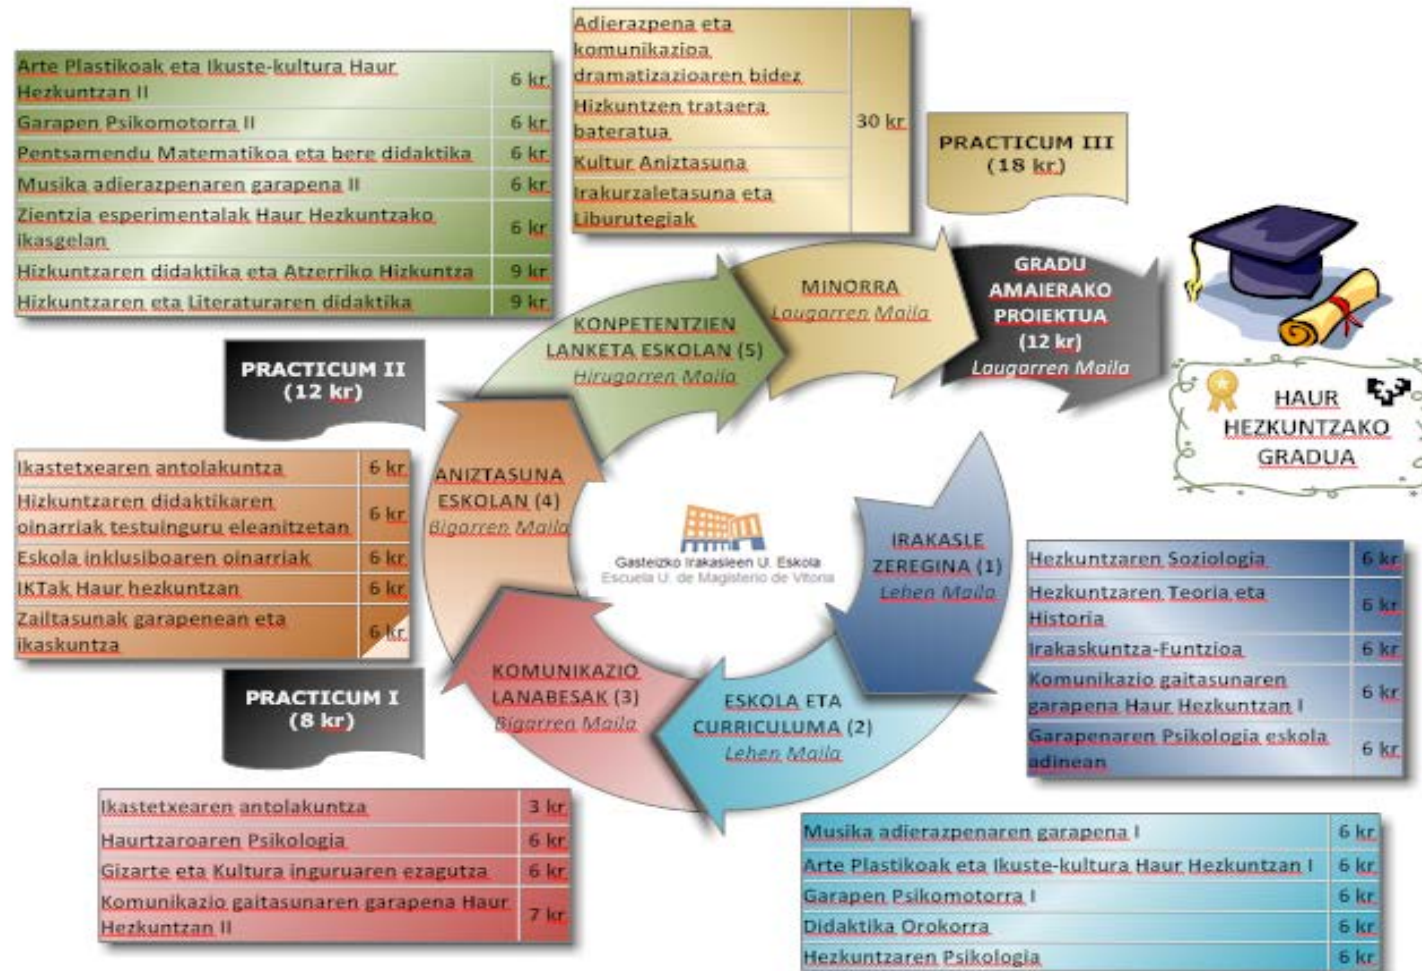 Arte Plastikoak eta Ikuste-kultura Haur
Hezkuntzan II
6 kr.
Garapen Psikomotorra II
6 kr.
Pentsamendu Matematikoa eta bere didaktika
6 kr.
Musika adierazpenaren garapena II
6 kr.
Zientzia esperimentalak Haur Hezkuntzako
ikasgelan
6 kr.
Hizkuntzaren didaktika eta Atzerriko Hizkuntza
9 kr.
Hizkuntzaren eta Literaturaren didaktika
9 kr.
Adierazpena eta
komunikazioa
dramatizazioaren bidez
Hizkuntzen trataera
bateratua
Kultur Aniztasuna
Irakurzaletasuna eta
Liburutegiak
30 kr.
PRACTICUM III
(18 kr.)
MINORRA
Laugarren Maila
GRADU
AMAIERAKO
PROIEKTUA
(12 kr)
Laugarren Maila
KONPETENTZIEN
LANKETA ESKOLAN (5)
Hirugarren Maila
HAUR
HEZKUNTZAKO
GRADUA
PRACTICUM II
(12 kr)
Ikastetxearen antolakuntza
6 kr.
Hizkuntzaren didaktikaren
oinarriak testuinguru eleanitzetan
6 kr.
Eskola inklusiboaren oinarriak
6 kr.
IKTak Haur hezkuntzan
6 kr.
Zailtasunak garapenean eta
ikaskuntza
6 kr.
ANIZTASUNA
ESKOLAN (4)
Bigarren Maila
Gasteizko Irakasleen U. Eskola
Escuela U. de Magisterio de Vitoria
IRAKASLE
ZEREGINA (1)
Lehen Maila
Hezkuntzaren Soziologia
6 kr.
Hezkuntzaren Teoria eta
Historia
6 kr.
Irakaskuntza-Funtzioa
6 kr.
Komunikazio gaitasunaren
garapena Haur Hezkuntzan I
6 kr.
Garapenaren Psikologia eskola
adinean
6 kr.
PRACTICUM I
(8 kr)
KOMUNIKAZIO
LANABESAK (3)
Bigarren Maila
ESKOLA ETA
CURRICULUMA (2)
Lehen Maila
Ikastetxearen antolakuntza
3 kr.
Haurtzaroaren Psikologia
6 kr.
Gizarte eta Kultura inguruaren ezagutza
6 kr.
Komunikazio gaitasunaren garapena Haur
Hezkuntzan II
7 kr.
Musika adierazpenaren garapena I
6 kr.
Arte Plastikoak eta Ikuste-kultura Haur Hezkuntzan I
6 kr.
Garapen Psikomotorra I
6 kr.
Didaktika Orokorra
6 kr.
Hezkuntzaren Psikologia
6 kr.